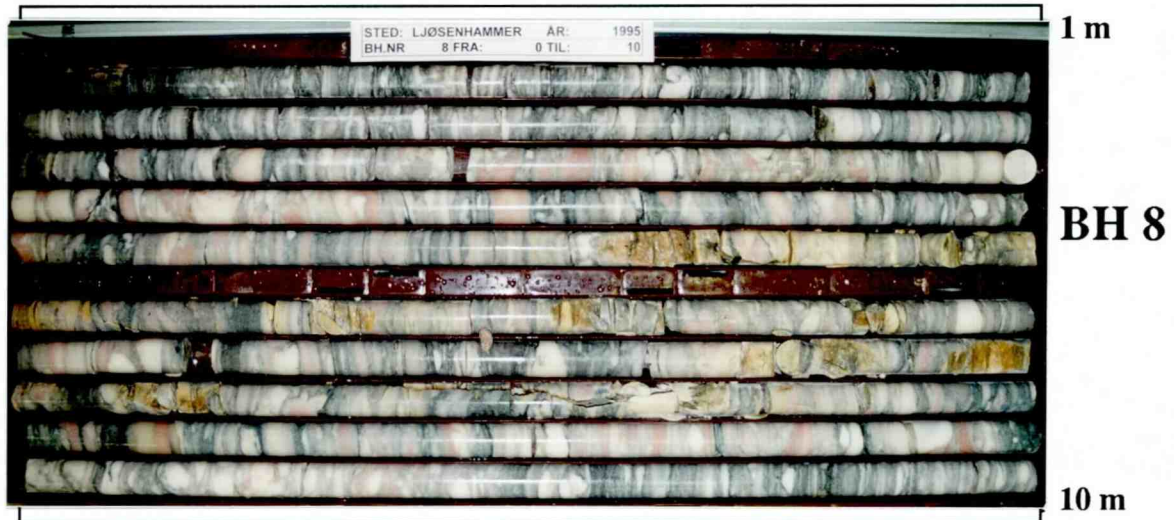 STED: LJØSENHAMMER ÅR: 1995
BH.NR 8 FRA: 0 TIL: 10
1 m
BH 8
10 m